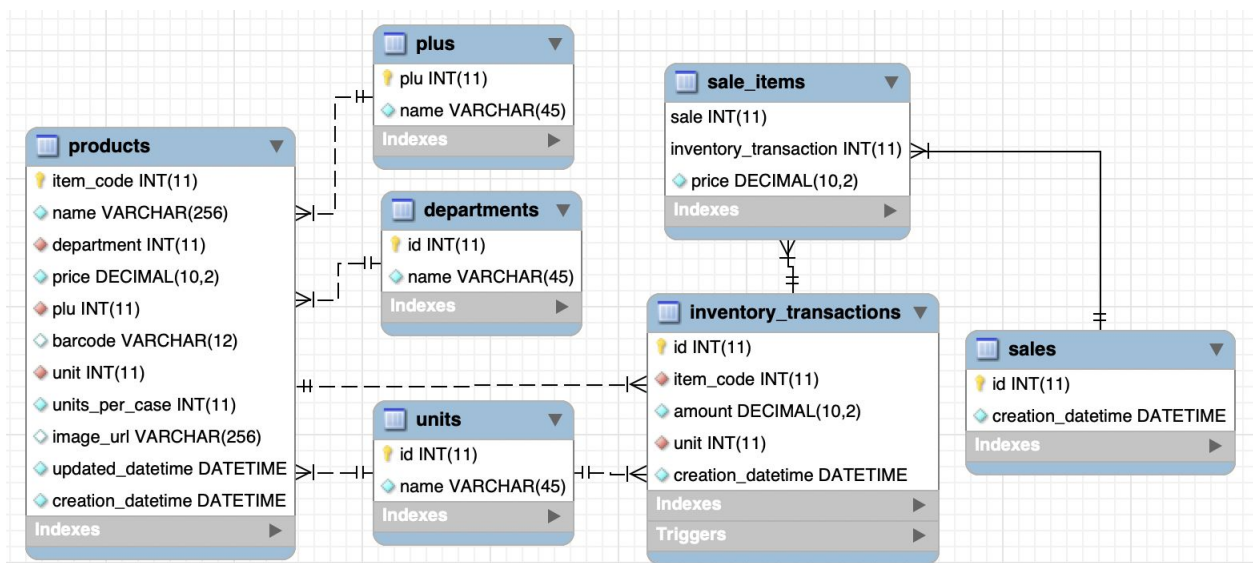 plus
plu INT(11)
name VARCHAR(45)
Indexes
products
item_code INT(11)
name VARCHAR(256)
department INT(11)
price DECIMAL(10,2)
plu INT(11)
barcode VARCHAR(12)
unit INT(11)
units_per_case INT(11)
image_url VARCHAR(256)
updated_datetime DATETIME
creation_datetime DATETIME
Indexes
departments
id INT(11)
name VARCHAR(45)
Indexes
units
id INT(11)
name VARCHAR(45)
Indexes
sale_items
sale INT(11)
inventory_transaction INT(11)
price DECIMAL(10,2)
Indexes
inventory_transactions
id INT(11)
item_code INT(11)
amount DECIMAL(10,2)
unit INT(11)
creation_datetime DATETIME
Indexes
Triggers
sales
id INT(11)
creation_datetime DATETIME
Indexes